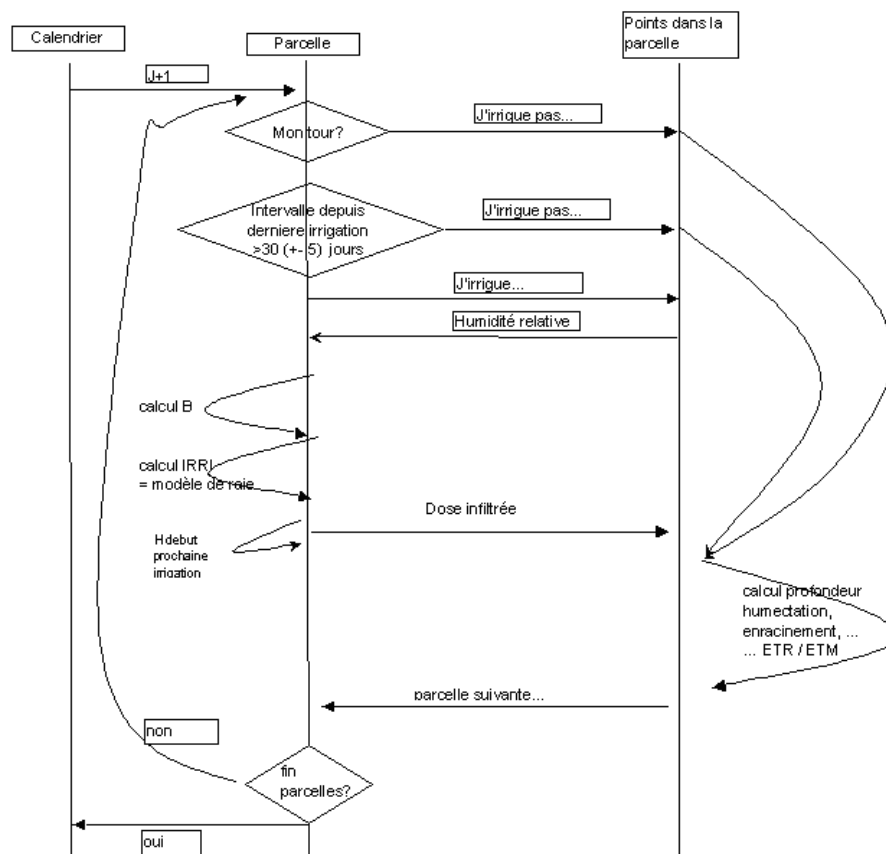 Calendrier
Parcelle
Points dans la
parcelle
J+1
Mon tour?
J'irrigue pas...
Intervalle depuis
derniere irrigation
>30 (+- 5) jours
J'irrigue pas...
J'irrigue...
Humidité relative
calcul B
calcul IRRI
= modèle de raie
Dose infiltrée
H debut
prochaine
irrigation
calcul profondeur
humectation,
enracinement, ...
... ETR / ETM
parcelle suivante...
non
fin
parcelles?
oui